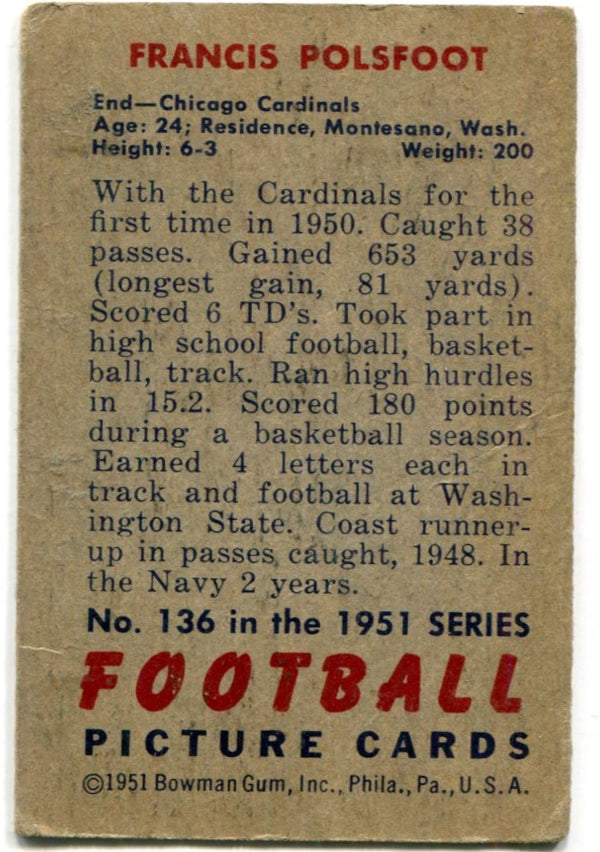 FRANCIS POLSFOOT
End—Chicago Cardinals
Age: 24; Residence, Montesano, Wash.
Height: 6-3 Weight: 200
With the Cardinals for the
first time in 1950. Caught 38
passes. Gained 653 yards
(longest gain, 81 yards).
Scored 6 TD's. Took part in
high school football, basket-
ball, track. Ran high hurdles
in 15.2. Scored 180 points
during a basketball season.
Earned 4 letters each in
track and football at Wash-
ington State. Coast runner-
up in passes caught, 1948. In
the Navy 2 years.
No. 136 in the 1951 SERIES
FOOTBALL
PICTURE CARDS
©1951 Bowman Gum, Inc., Phila., Pa., U.S.A.